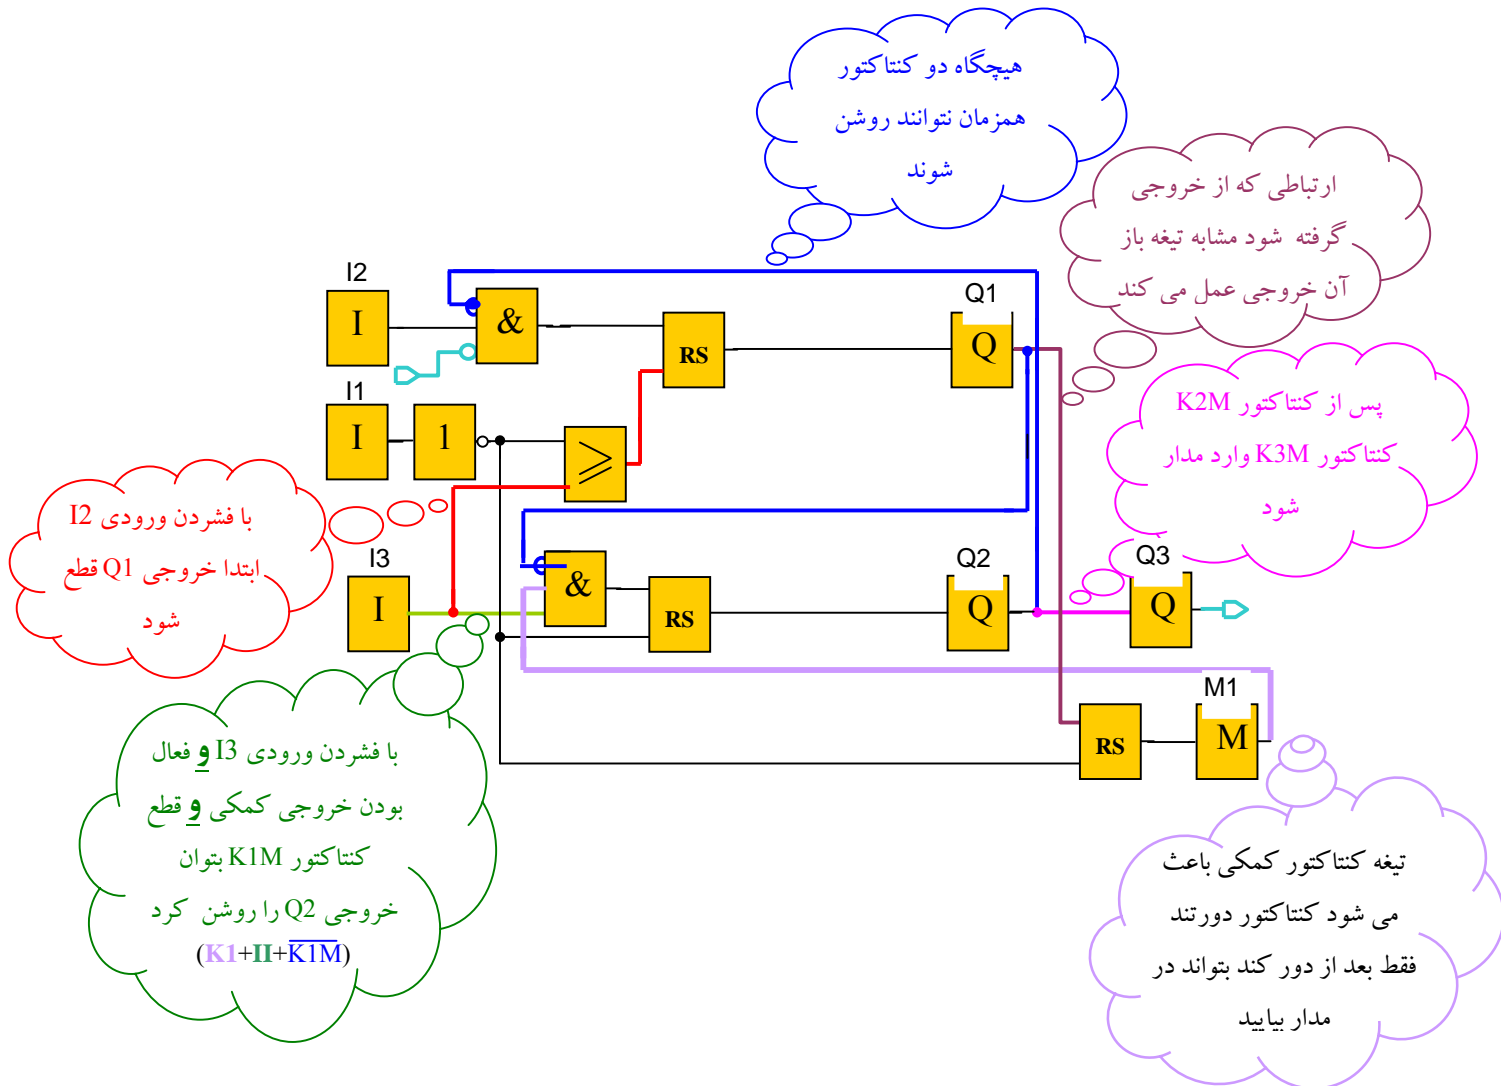 هیچگاه دو کنتاکتور
همزمان نتوانند روشن
شوند
ارتباطی که از خروجی
گرفته شود مشابه تیغه باز
آن خروجی عمل می کند
I2
I
&
RS
Q1
Q
I1
I
1
≥
پس از کنتاکتور K2M
کنتاکتور K3M وارد مدار
شود
با فشردن ورودی I2
ابتدا خروجی Q1 قطع
شود
I3
I
&
RS
Q2
Q
Q3
Q
M1
RS
M
با فشردن ورودی I3 و فعال
بودن خروجی کمکی و قطع
کنتاکتور K1M بتوان
خروجی Q2 را روشن کرد
(K1+II+K̅1̅M̅)
تیغه کنتاکتور کمکی باعث
می شود کنتاکتور دورتند
فقط بعد از دور کند بتواند در
مدار بیایید